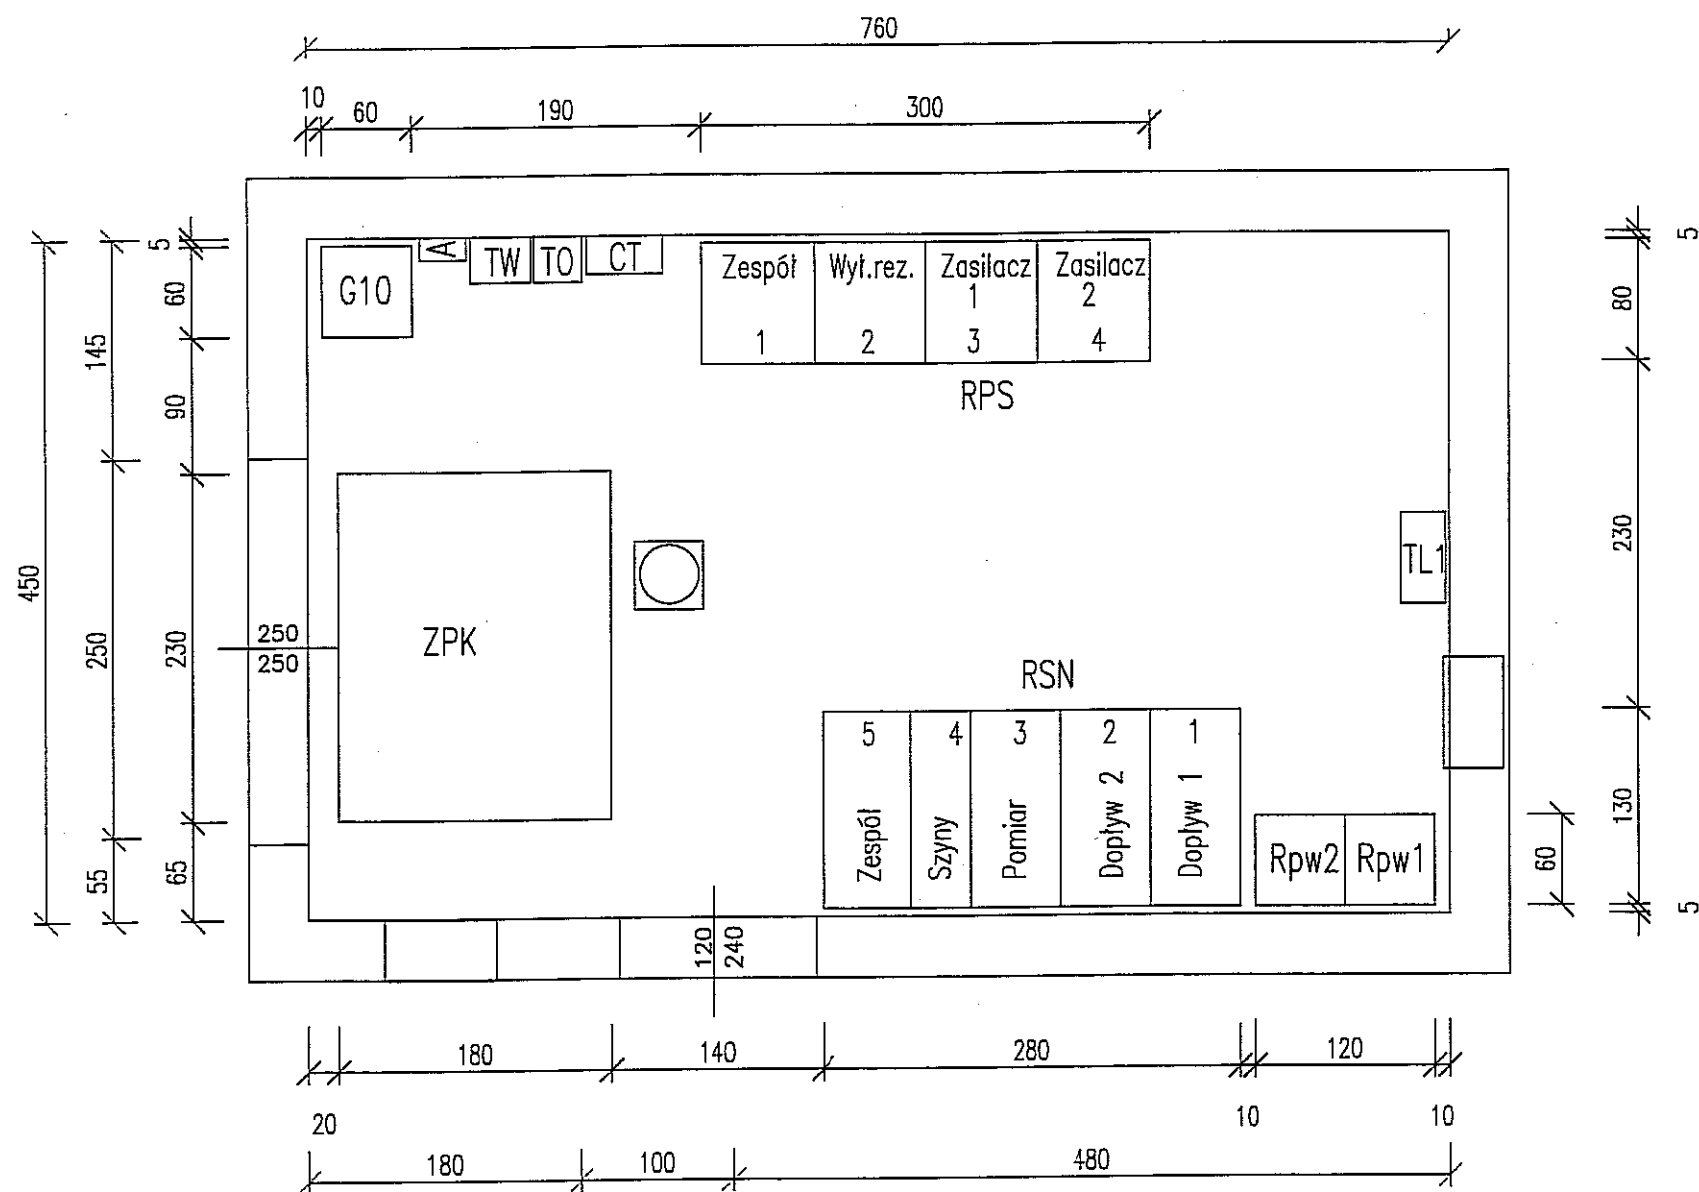 760
10
60
190
300
5
60
90
230
65
145
250
55
450
5
80
230
130
5
60
G10
A
TW
TO
CT
Zespół
1
Wył.rez.
2
Zasilacz
1
3
Zasilacz
2
4
RPS
TL1
ZPK
250
250
RSN
5
Zespół
4
Szyny
3
Pomiar
2
Dopływ 2
1
Dopływ 1
Rpw2
Rpw1
120
240
180
140
280
120
20
10
10
180
100
480